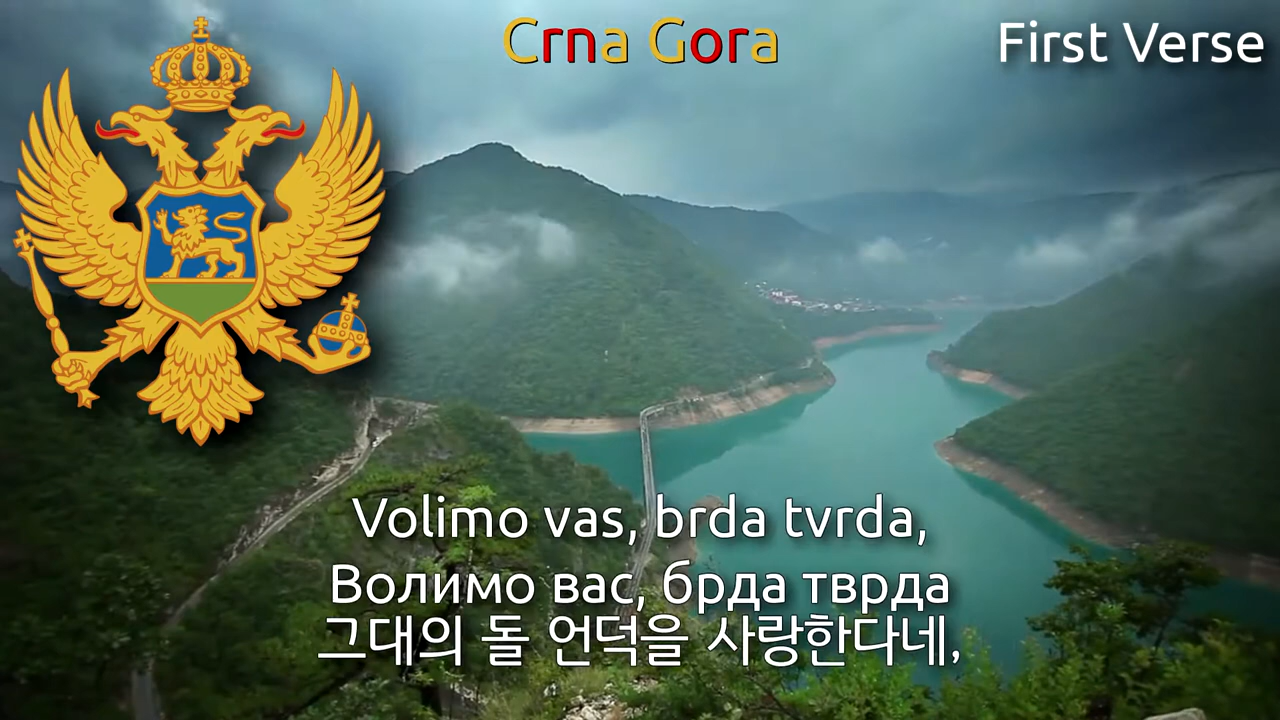 Crna Gora
First Verse
Volimo vas, brda tvrda,
Волимо вас, брда тврда
그대의 돌 언덕을 사랑한다네,